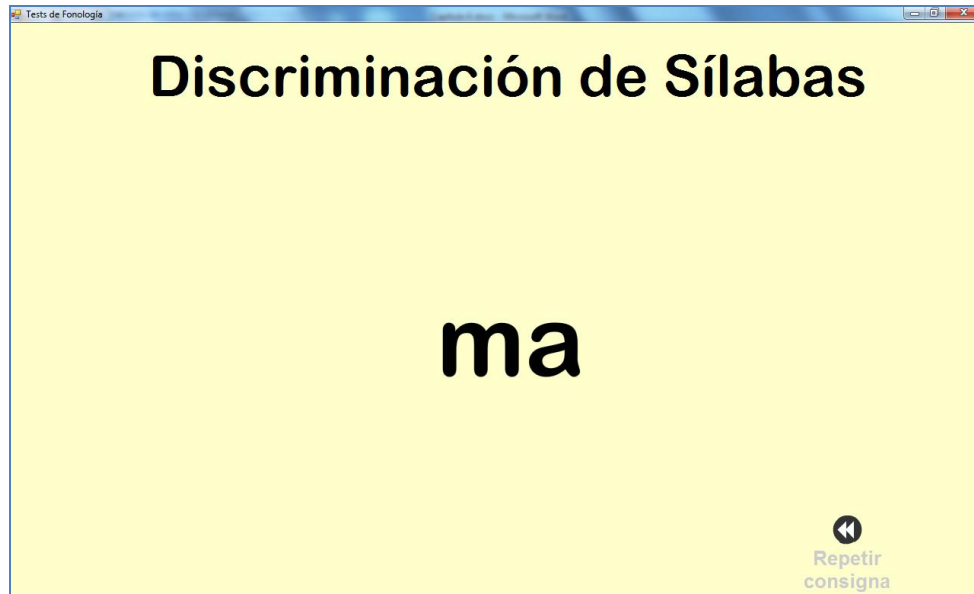 Tests de Fonología
Discriminación de Sílabas
ma
Repetir
consigna